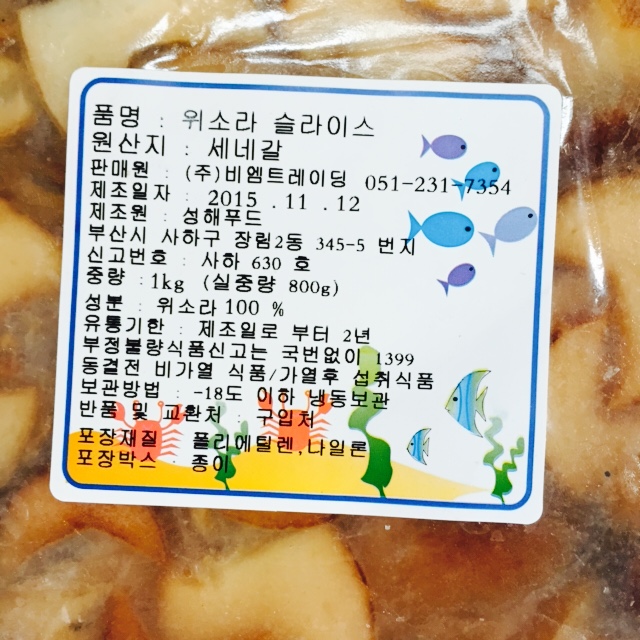 품명 : 위소라 슬라이스
원산지 : 세네갈
판매원 : (주)비엠트레이딩 051-231-7354
제조일자 : 2015 .11 .12
제조원 : 성해푸드
부산시 사하구 장림2동 345-5 번지
신고번호 : 사하 630 호
중량 : 1kg (실중량 800g)
성분 : 위소라 100 %
유통기한 : 제조일로 부터 2년
부정불량식품신고는 국번없이 1399
동결전 비가열 식품/가열후 섭취식품
보관방법 : -18도 이하 냉동보관
반품 및 교환처 : 구입처
포장재질 : 폴리에틸렌,나일론
포장박스 : 종이